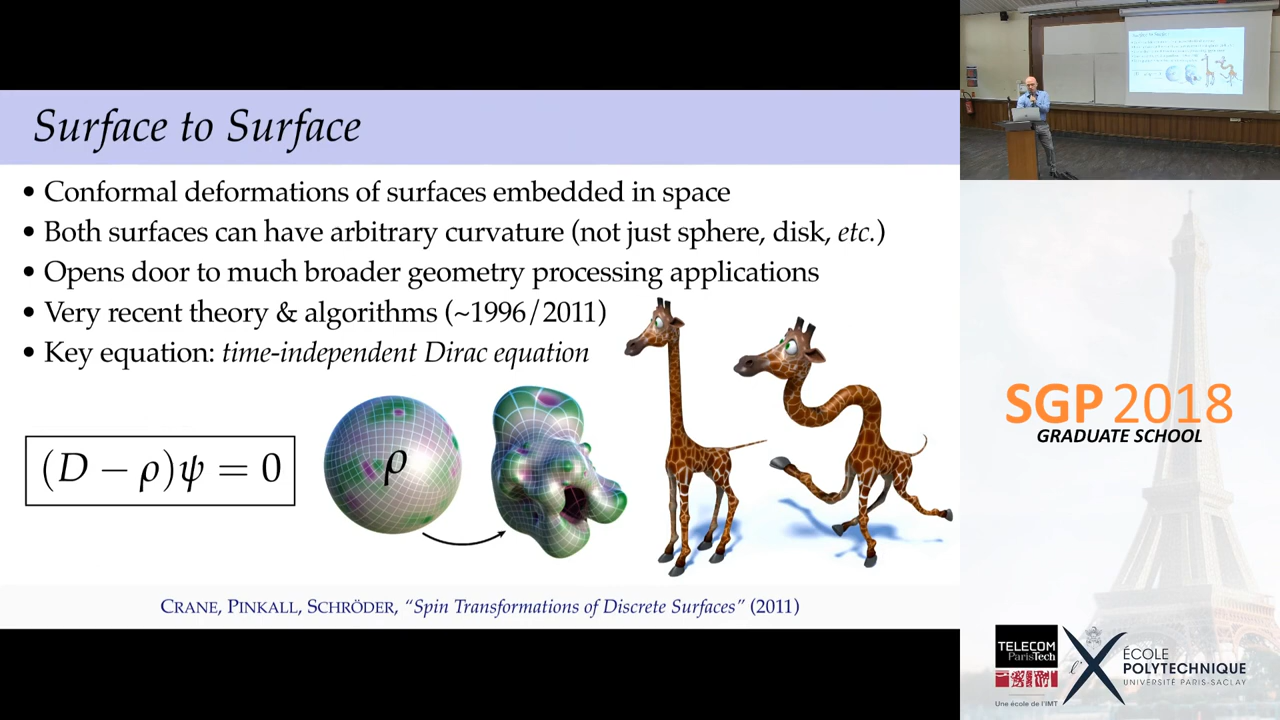 Surface to Surface
• Conformal deformations of surfaces embedded in space
• Both surfaces can have arbitrary curvature (not just sphere, disk, etc.)
• Opens door to much broader geometry processing applications
• Very recent theory & algorithms (~1996/2011)
• Key equation: time-independent Dirac equation
(D − ρ)ψ = 0
ρ
CRANE, PINKALL, SCHRÖDER, “Spin Transformations of Discrete Surfaces” (2011)
SGP 2018
GRADUATE SCHOOL
TELECOM
ParisTech
Une école de l'IMT
l'X
ÉCOLE
POLYTECHNIQUE
UNIVERSITÉ PARIS-SACLAY